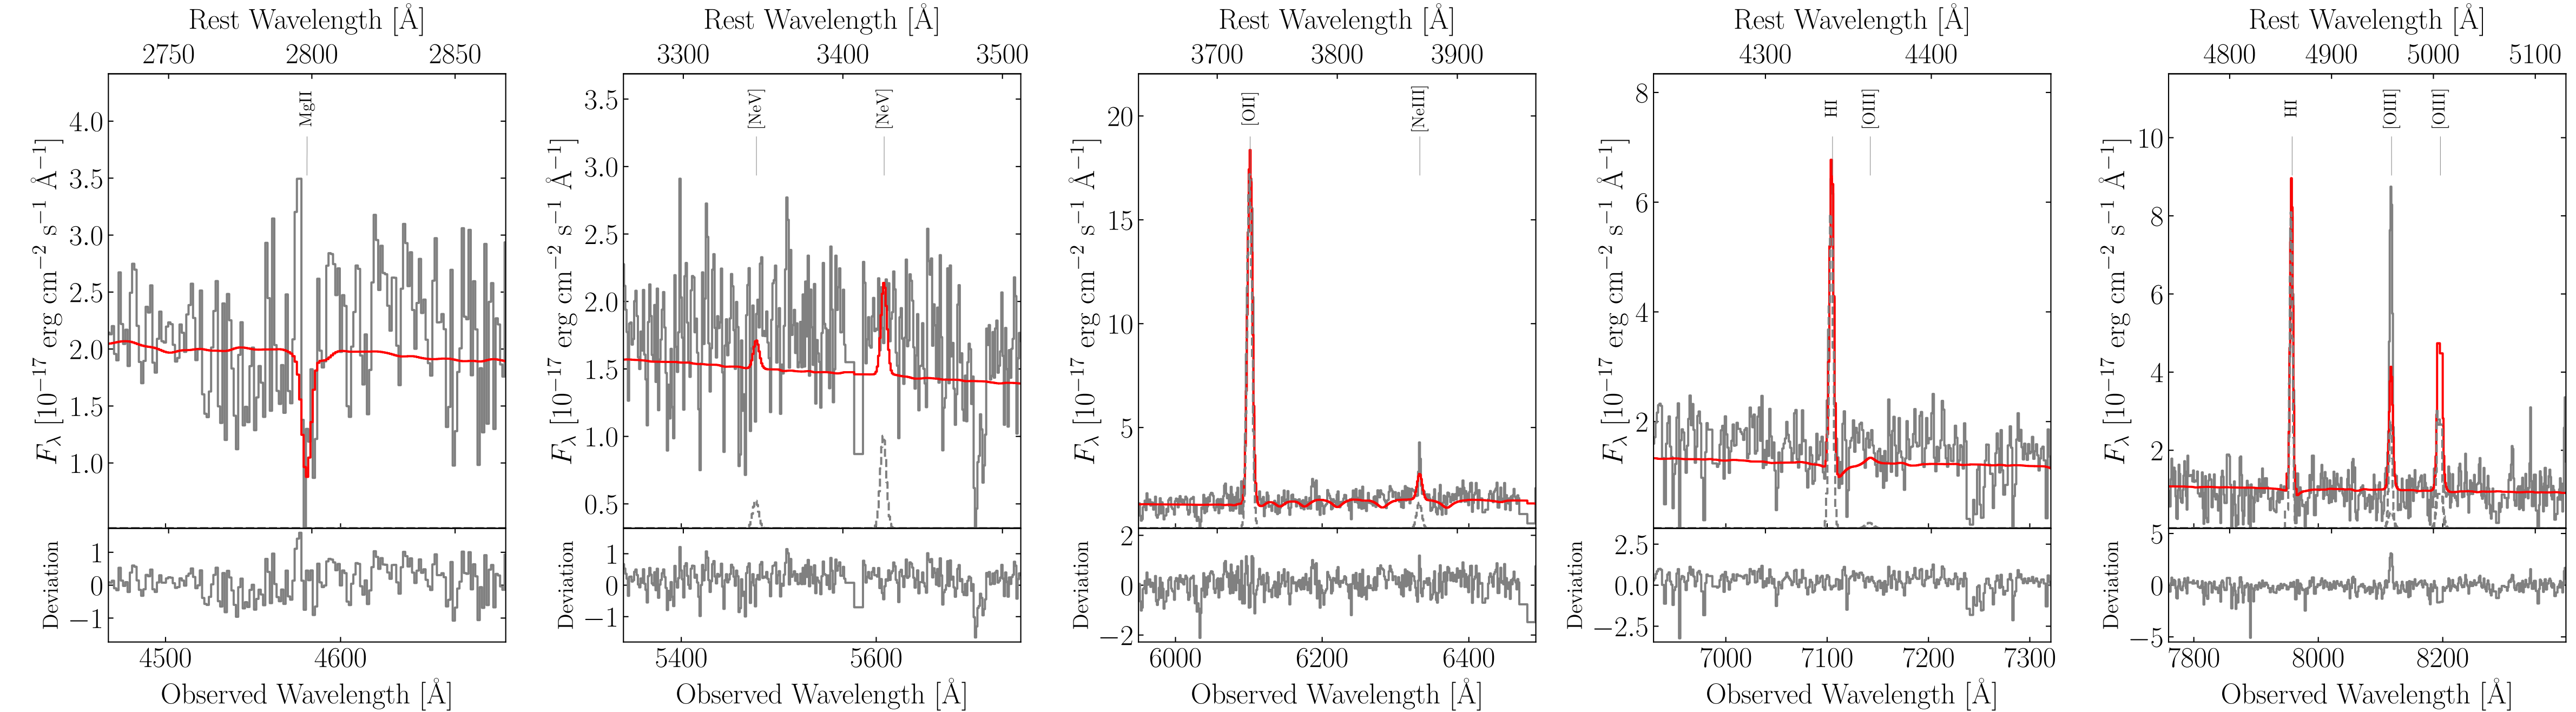 Rest Wavelength [Å]
2750 2800 2850
MgII
4.0
3.5
3.0
2.5
2.0
1.5
1.0
F_λ [10^−17 erg cm^−2 s^−1 Å^−1]
1
0
−1
Deviation
4500 4600
Observed Wavelength [Å]
Rest Wavelength [Å]
3300 3400 3500
[NeV] [NeV]
3.5
3.0
2.5
2.0
1.5
1.0
0.5
F_λ [10^−17 erg cm^−2 s^−1 Å^−1]
1
0
−1
Deviation
5400 5600
Observed Wavelength [Å]
Rest Wavelength [Å]
3700 3800 3900
[OII] [NeIII]
20
15
10
5
F_λ [10^−17 erg cm^−2 s^−1 Å^−1]
2
0
−2
Deviation
6000 6200 6400
Observed Wavelength [Å]
Rest Wavelength [Å]
4300 4400
HI [OIII]
8
6
4
2
F_λ [10^−17 erg cm^−2 s^−1 Å^−1]
2.5
0.0
−2.5
Deviation
7000 7100 7200 7300
Observed Wavelength [Å]
Rest Wavelength [Å]
4800 4900 5000 5100
HI [OIII] [OIII]
10
8
6
4
2
F_λ [10^−17 erg cm^−2 s^−1 Å^−1]
5
0
−5
Deviation
7800 8000 8200
Observed Wavelength [Å]